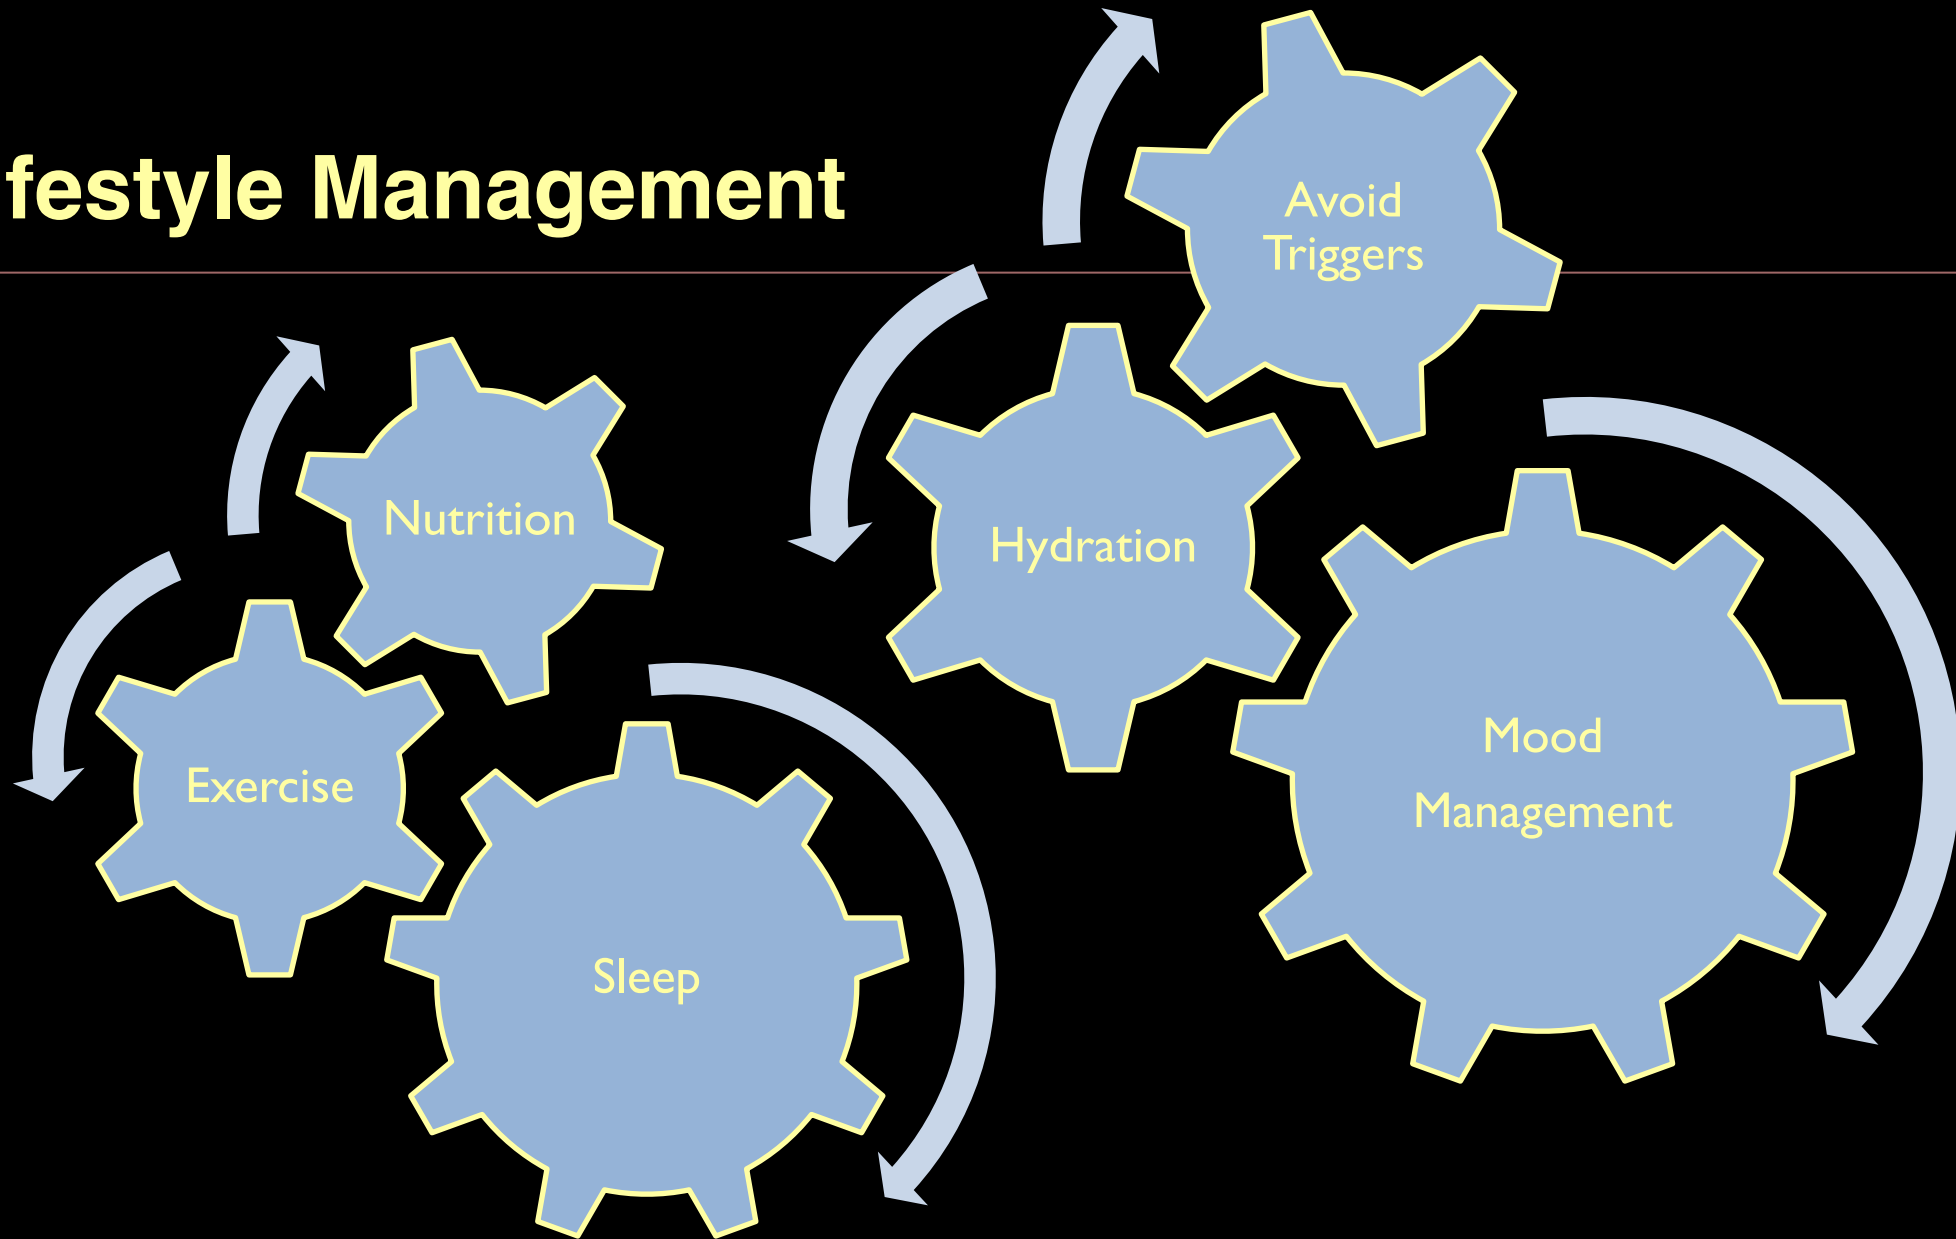 festyle Management
Avoid
Triggers
Nutrition
Hydration
Exercise
Mood
Management
Sleep